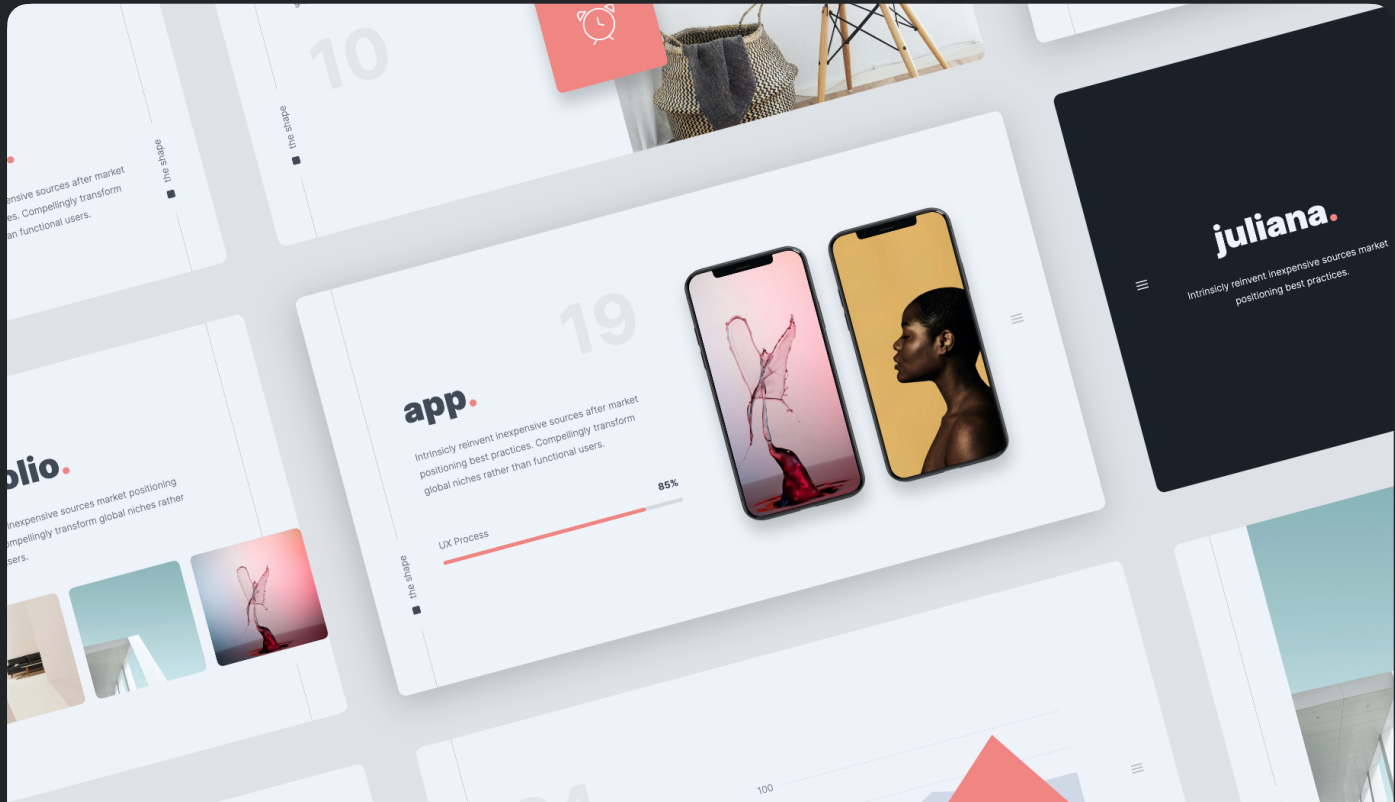 10
the shape
the shape
sources after market
Compellingly transform
functional users.
19
app.
Intrinsicly reinvent inexpensive sources after market
positioning best practices. Compellingly transform
global niches rather than functional users.
85%
UX Process
the shape
juliana.
Intrinsicly reinvent inexpensive sources market
positioning best practices.
inexpensive sources market positioning
transform global niches rather
100